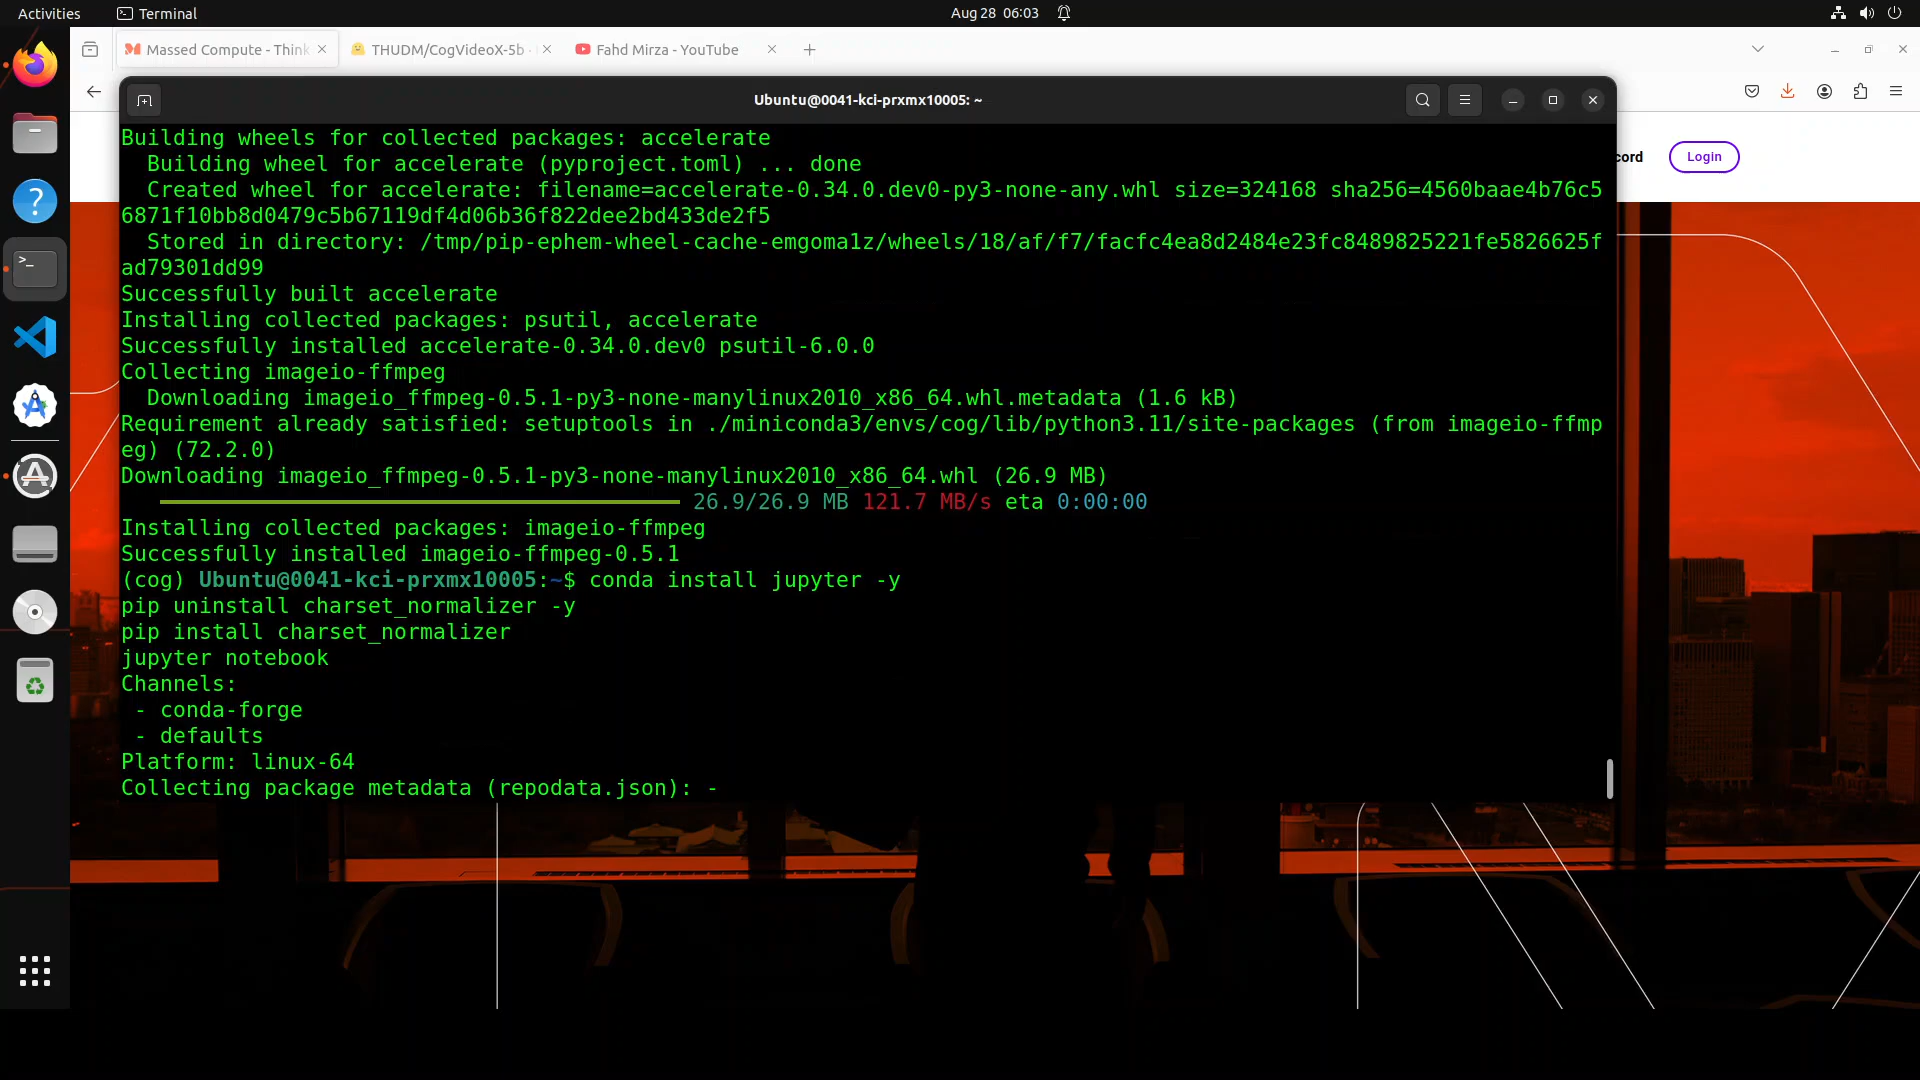 Activities
Terminal
Aug 28 06:03
Massed Compute - Think
THUDM/CogVideoX-5b ·
Fahd Mirza - YouTube
Ubuntu@0041-kci-prxmx10005: ~
cord
Login
Building wheels for collected packages: accelerate
Building wheel for accelerate (pyproject.toml) ... done
Created wheel for accelerate: filename=accelerate-0.34.0.dev0-py3-none-any.whl size=324168 sha256=4560baae4b76c5
6871f10bb8d0479c5b67119df4d06b36f822dee2bd433de2f5
Stored in directory: /tmp/pip-ephem-wheel-cache-emgoma1z/wheels/18/af/f7/facfc4ea8d2484e23fc8489825221fe5826625f
ad79301dd99
Successfully built accelerate
Installing collected packages: psutil, accelerate
Successfully installed accelerate-0.34.0.dev0 psutil-6.0.0
Collecting imageio-ffmpeg
Downloading imageio_ffmpeg-0.5.1-py3-none-manylinux2010_x86_64.whl.metadata (1.6 kB)
Requirement already satisfied: setuptools in ./miniconda3/envs/cog/lib/python3.11/site-packages (from imageio-ffmp
eg) (72.2.0)
Downloading imageio_ffmpeg-0.5.1-py3-none-manylinux2010_x86_64.whl (26.9 MB)
26.9/26.9 MB 121.7 MB/s eta 0:00:00
Installing collected packages: imageio-ffmpeg
Successfully installed imageio-ffmpeg-0.5.1
(cog) Ubuntu@0041-kci-prxmx10005:~$ conda install jupyter -y
pip uninstall charset_normalizer -y
pip install charset_normalizer
jupyter notebook
Channels:
- conda-forge
- defaults
Platform: linux-64
Collecting package metadata (repodata.json): -